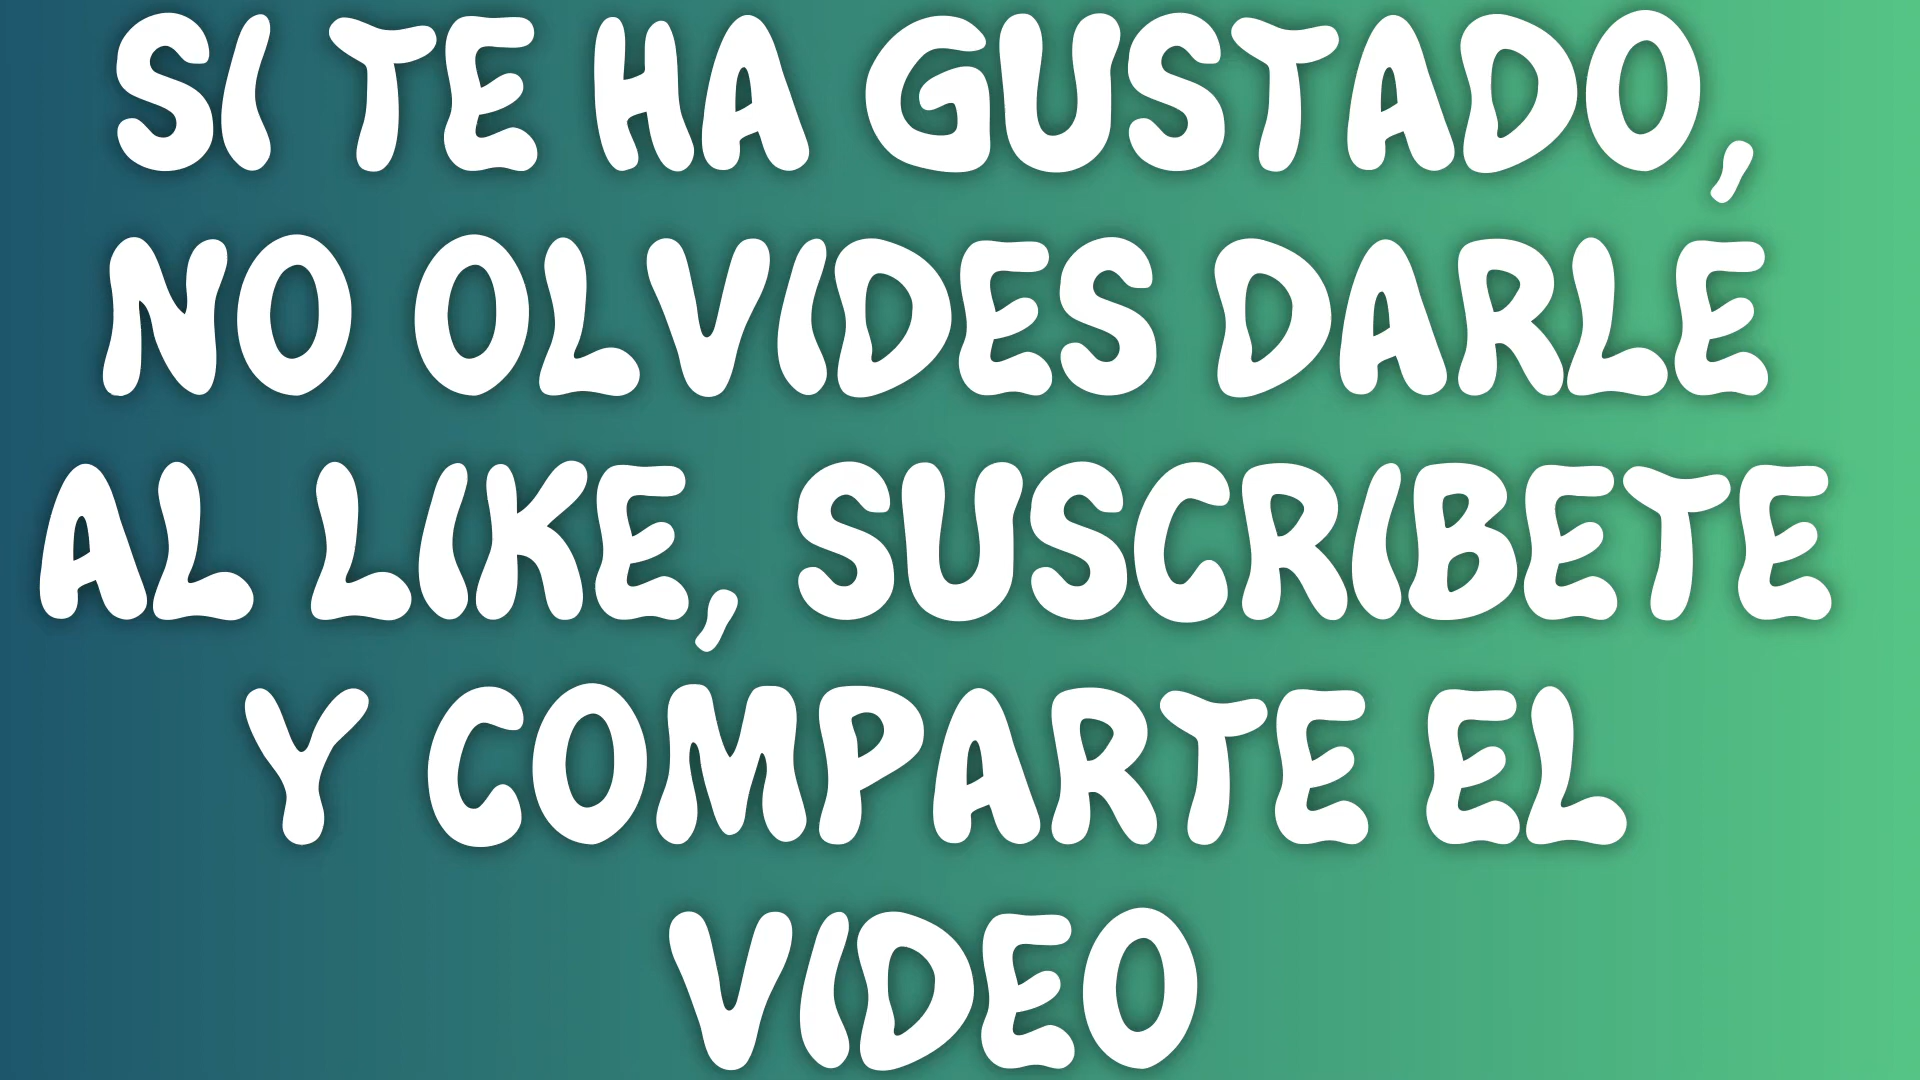 SI TE HA GUSTADO,
NO OLVIDES DARLE
AL LIKE, SUSCRIBETE
Y COMPARTE EL
VIDEO